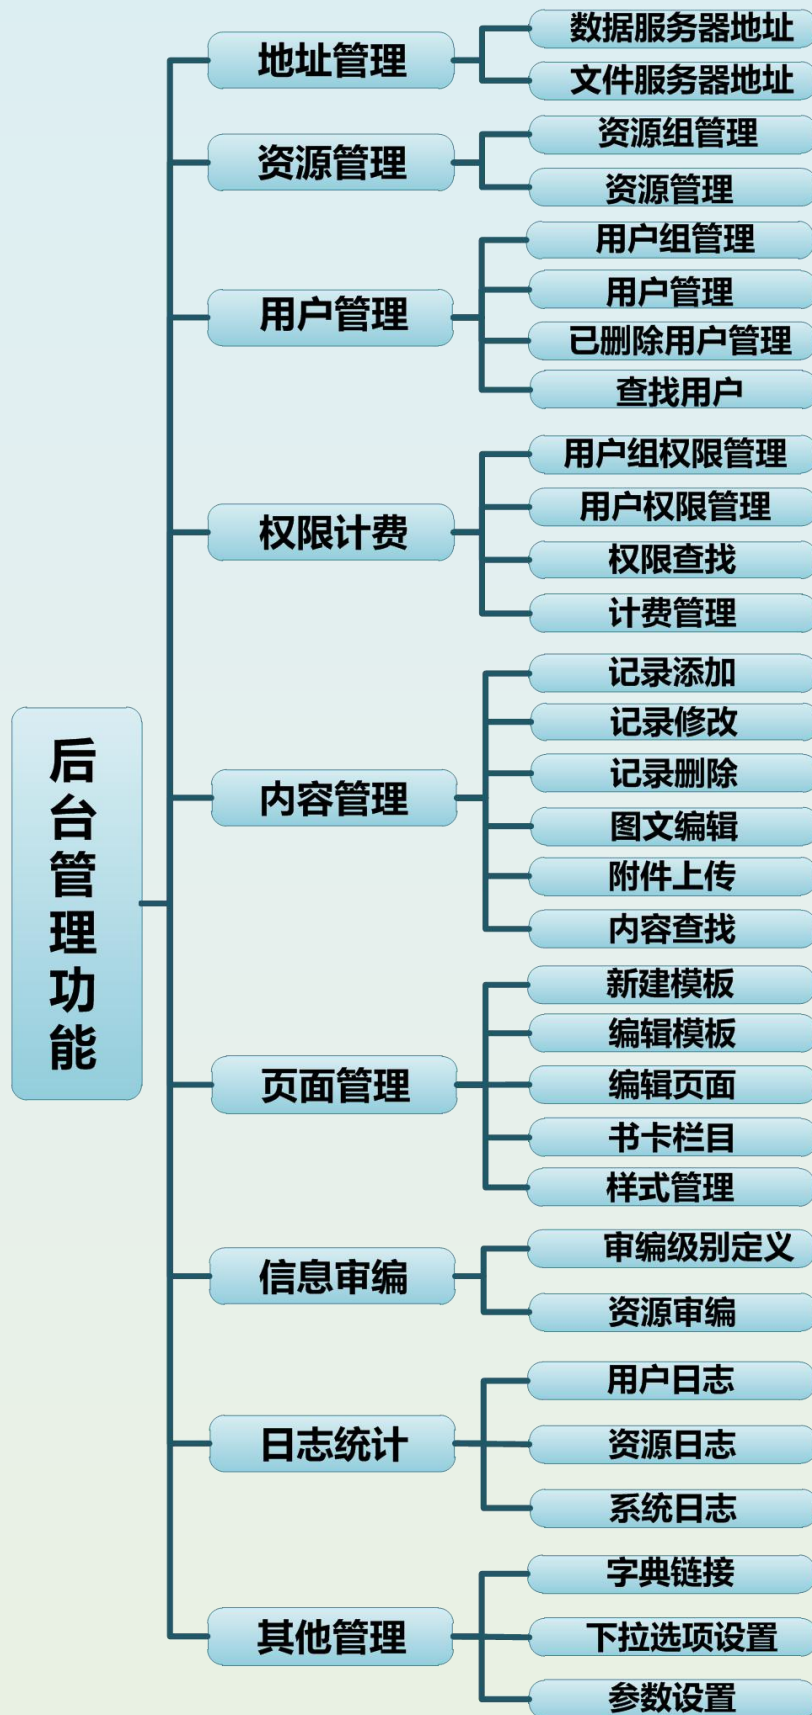 后台管理功能
地址管理
数据服务器地址
文件服务器地址
资源管理
资源组管理
资源管理
用户管理
用户组管理
用户管理
已删除用户管理
查找用户
权限计费
用户组权限管理
用户权限管理
权限查找
计费管理
内容管理
记录添加
记录修改
记录删除
图文编辑
附件上传
内容查找
页面管理
新建模板
编辑模板
编辑页面
书卡栏目
样式管理
信息审编
审编级别定义
资源审编
日志统计
用户日志
资源日志
系统日志
其他管理
字典链接
下拉选项设置
参数设置